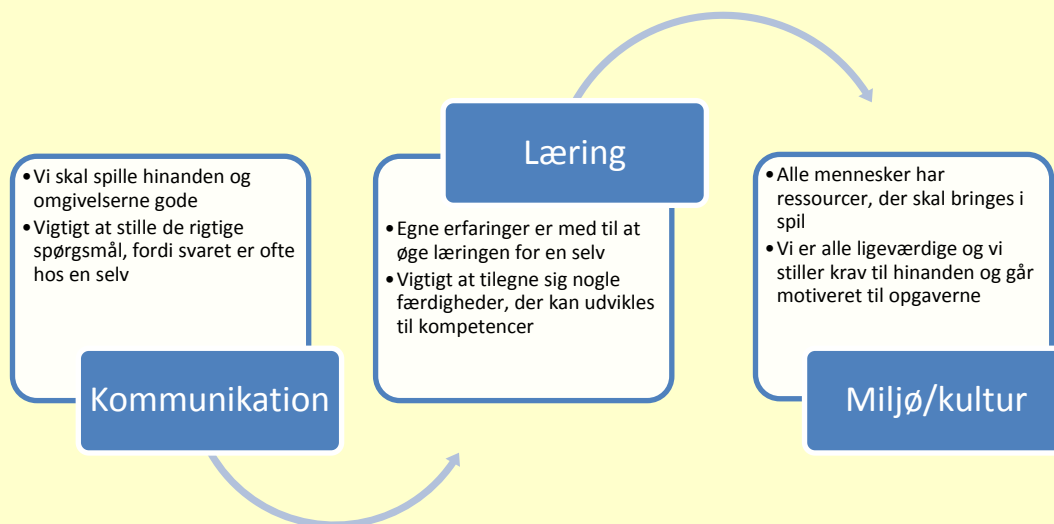 • Vi skal spille hinanden og
omgivelserne gode
• Vigtigt at stille de rigtige
spørgsmål, fordi svaret er ofte
hos en selv
Kommunikation
Læring
• Egne erfaringer er med til at
øge læringen for en selv
• Vigtigt at tilegne sig nogle
færdigheder, der kan udvikles
til kompetencer
• Alle mennesker har
ressourcer, der skal bringes i
spil
• Vi er alle ligeværdige og vi
stiller krav til hinanden og går
motiveret til opgaverne
Miljø/kultur